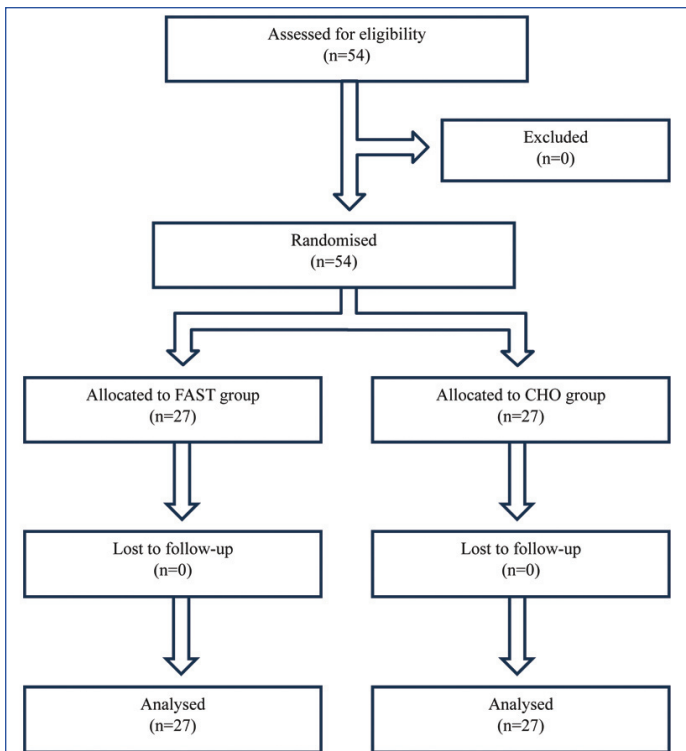 Assessed for eligibility
(n=54)
Excluded
(n=0)
Randomised
(n=54)
Allocated to FAST group
(n=27)
Allocated to CHO group
(n=27)
Lost to follow-up
(n=0)
Lost to follow-up
(n=0)
Analysed
(n=27)
Analysed
(n=27)